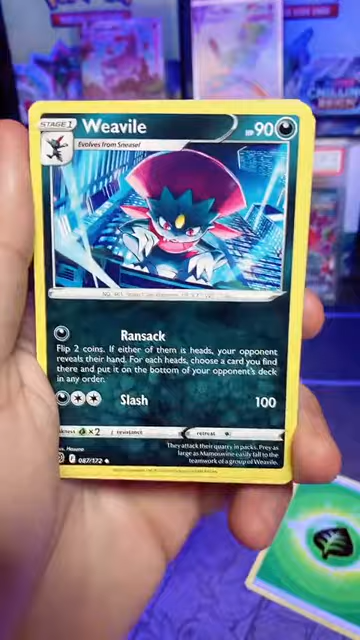 STAGE 1
Weavile
HP 90
Evolves from Sneasel
Ransack
Flip 2 coins. If either of them is heads, your opponent
reveals their hand. For each heads, choose a card you find
there and put it on the bottom of your opponent's deck
in any order.
Slash 100
×2 resistance retreat
They attack their quarry in packs. Prey as
large as Mamoswine easily fall to the
teamwork of a group of Weavile.
F 087/172
CHILLING
REIGN